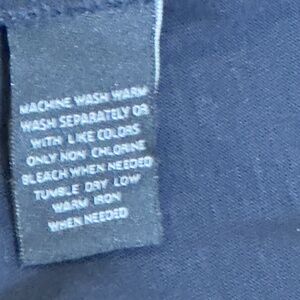 MACHINE WASH WARM
WASH SEPARATELY OR
WITH LIKE COLORS
ONLY NON CHLORINE
BLEACH WHEN NEEDED
TUMBLE DRY LOW
WARM IRON
WHEN NEEDED